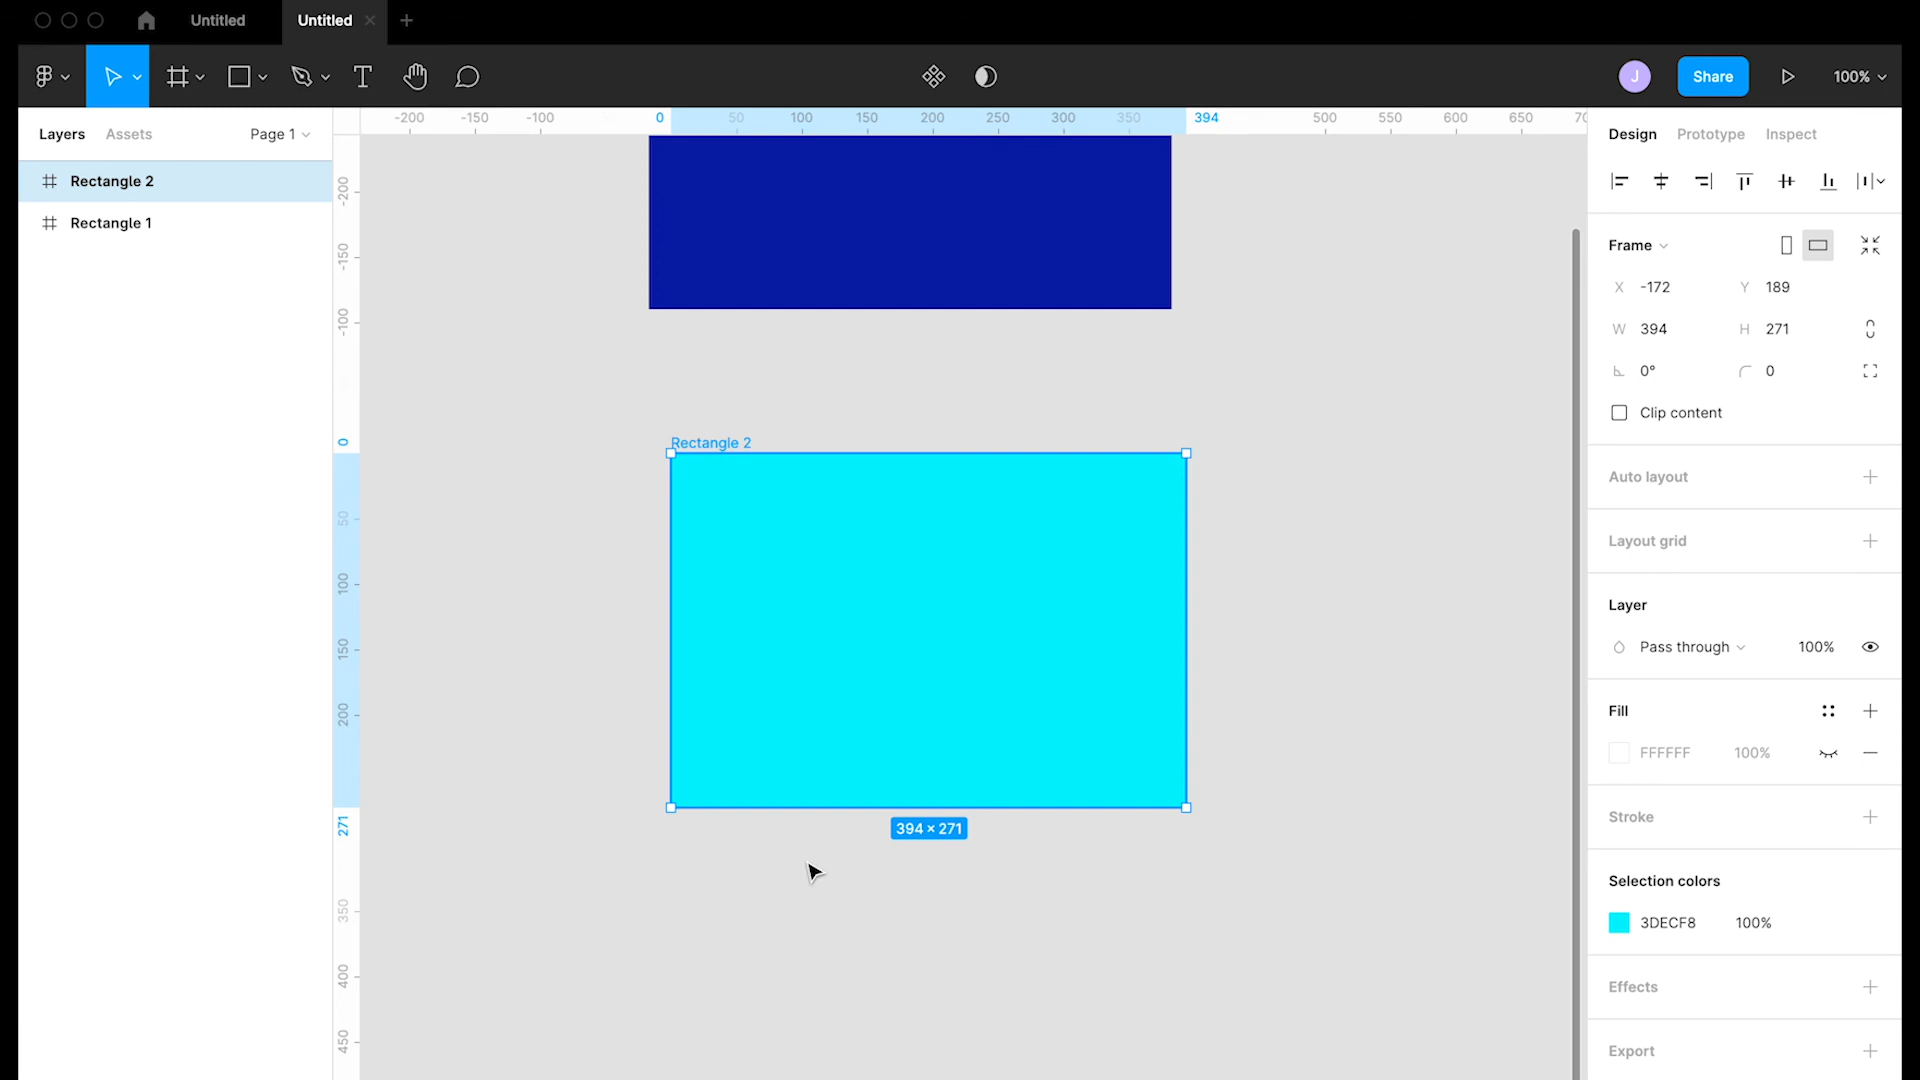 Untitled
Untitled
J
Share
100%
Layers
Assets
Page 1
Rectangle 2
Rectangle 1
-200
-150
-100
0
50
100
150
200
250
300
350
394
500
550
600
650
-200
-150
-100
0
50
100
150
200
271
350
400
450
Rectangle 2
394 × 271
Design
Prototype
Inspect
Frame
X -172
Y 189
W 394
H 271
0°
0
Clip content
Auto layout
Layout grid
Layer
Pass through
100%
Fill
FFFFFF
100%
Stroke
Selection colors
3DECF8
100%
Effects
Export